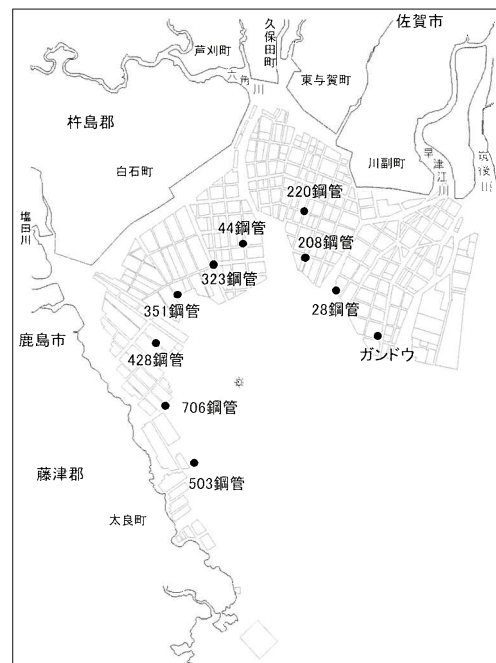 佐賀市
久保田町
芦刈町
六角川
東与賀町
杵島郡
川副町
早津江川
筑後川
白石町
220鋼管
塩田川
44鋼管
208鋼管
323鋼管
351鋼管
28鋼管
鹿島市
428鋼管
ガンドウ
706鋼管
503鋼管
藤津郡
太良町